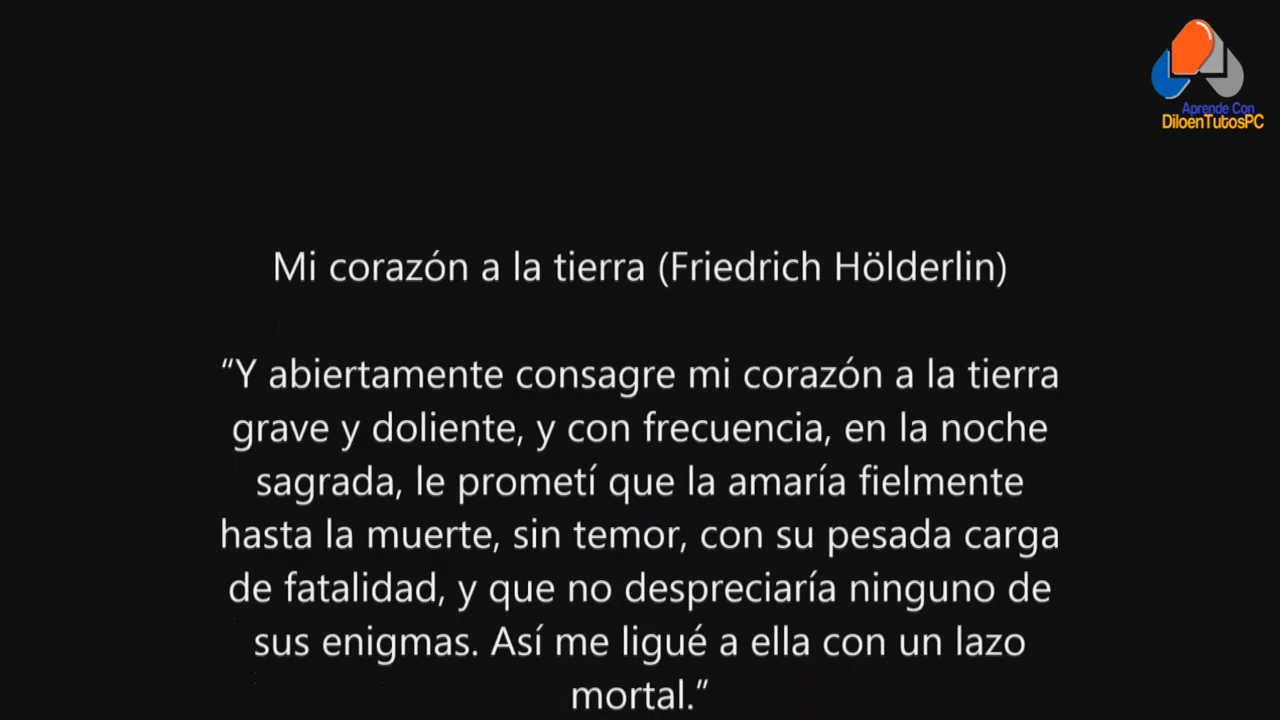 Aprende Con
DiloenTutosPC
Mi corazón a la tierra (Friedrich Hölderlin)
“Y abiertamente consagre mi corazón a la tierra
grave y doliente, y con frecuencia, en la noche
sagrada, le prometí que la amaría fielmente
hasta la muerte, sin temor, con su pesada carga
de fatalidad, y que no despreciaría ninguno de
sus enigmas. Así me ligué a ella con un lazo
mortal.”